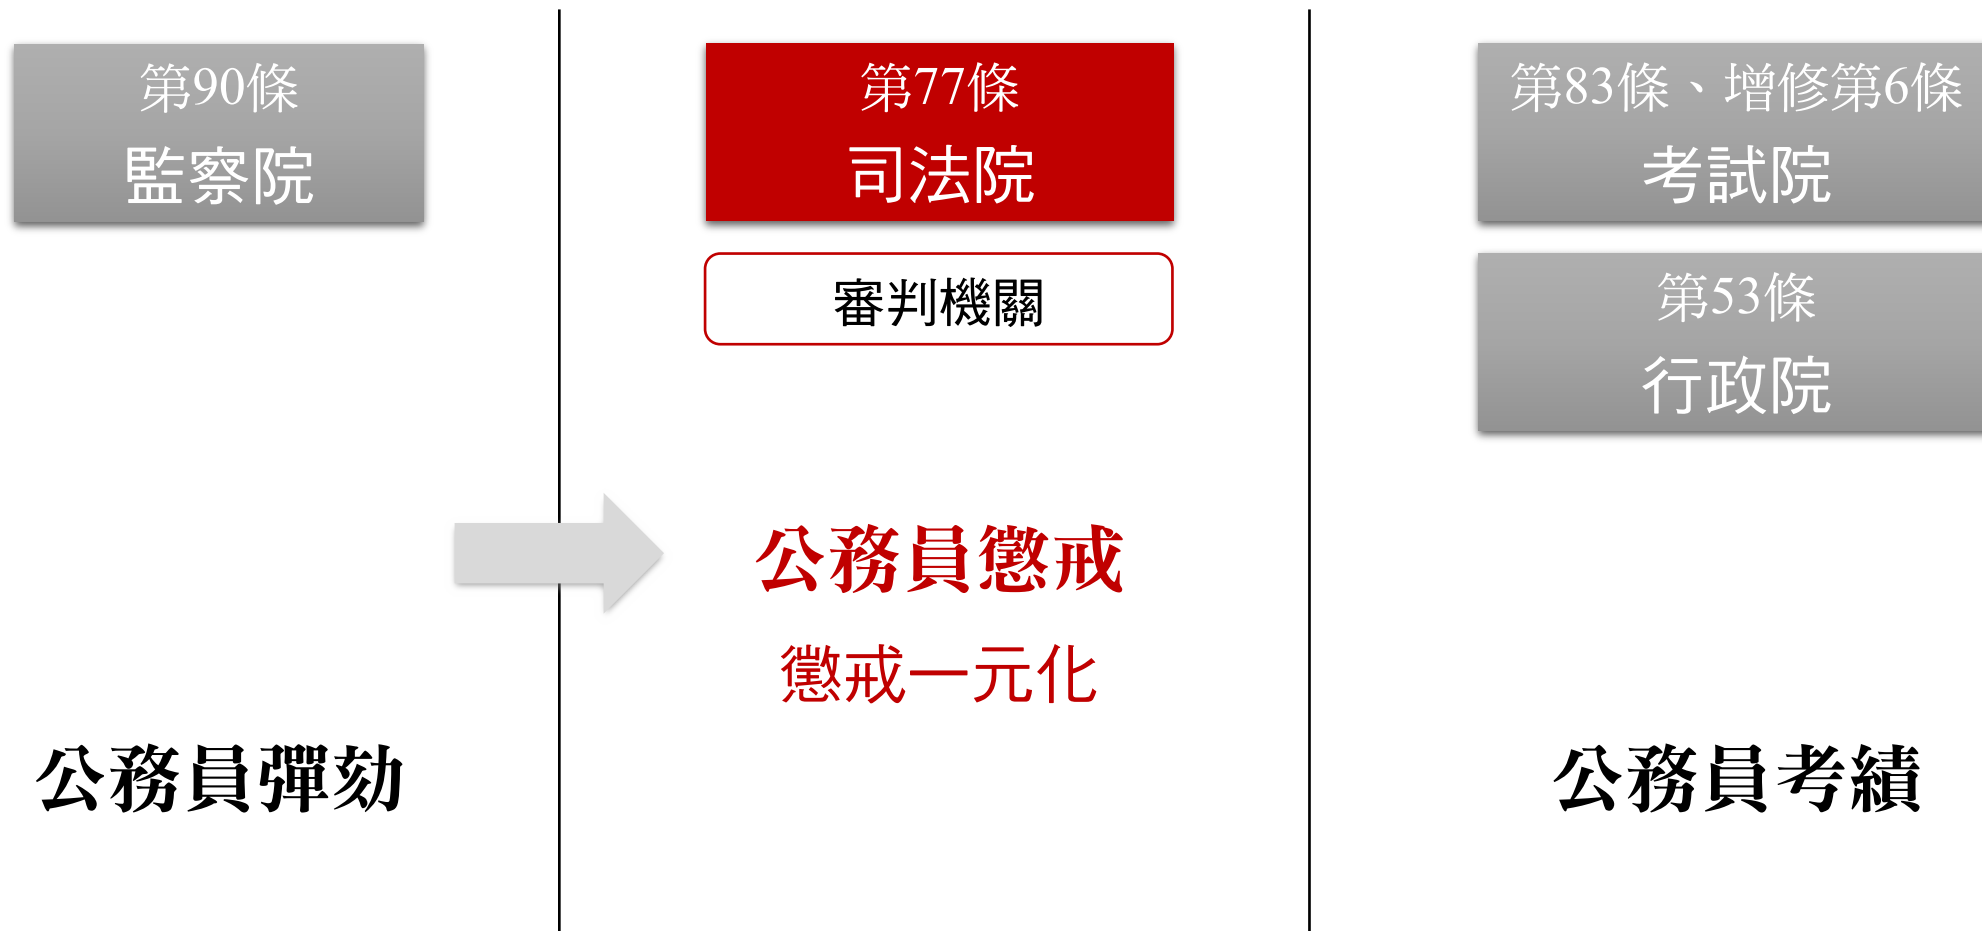 第90條
監察院
公務員彈劾
第77條
司法院
審判機關
公務員懲戒
懲戒一元化
第83條、增修第6條
考試院
第53條
行政院
公務員考績